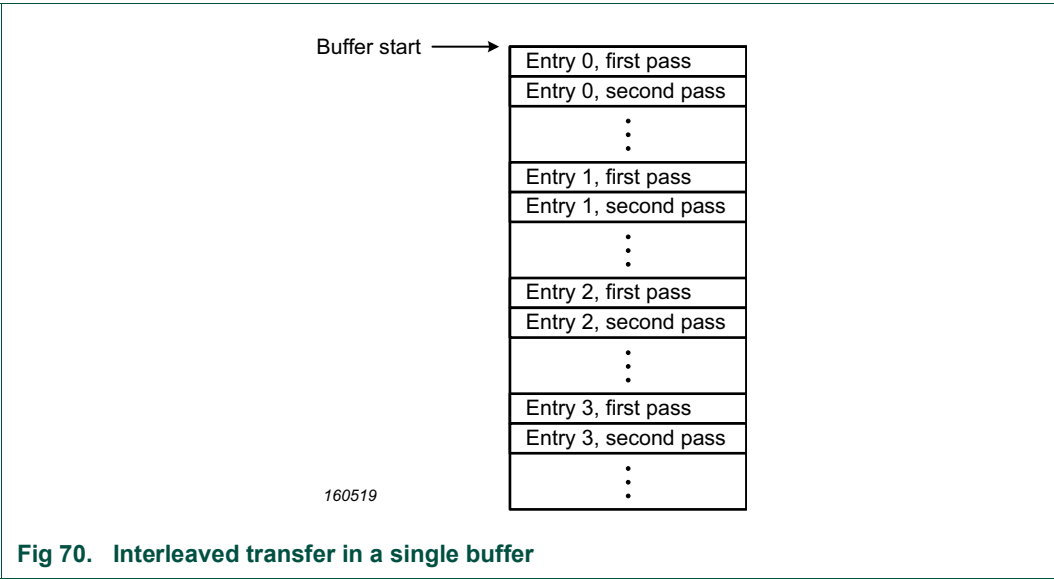 Buffer start
Entry 0, first pass
Entry 0, second pass
Entry 1, first pass
Entry 1, second pass
Entry 2, first pass
Entry 2, second pass
Entry 3, first pass
Entry 3, second pass
160519
Fig 70. Interleaved transfer in a single buffer